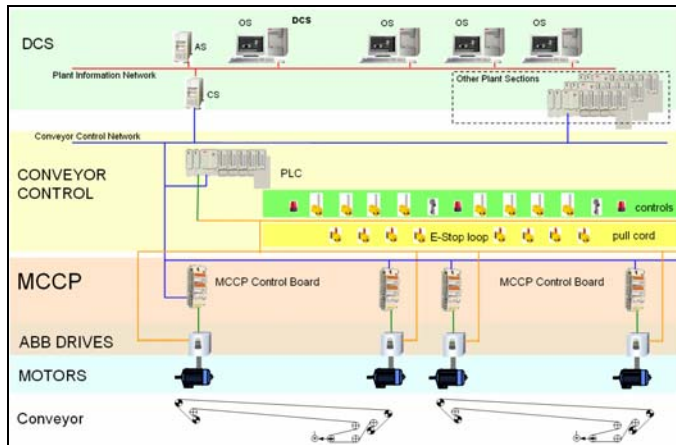 OS
DCS
OS
OS
OS
DCS
AS
Plant Information Network
Other Plant Sections
CS
Conveyor Control Network
CONVEYOR
CONTROL
PLC
controls
E-Stop loop
pull cord
MCCP
MCCP Control Board
MCCP Control Board
ABB DRIVES
MOTORS
Conveyor